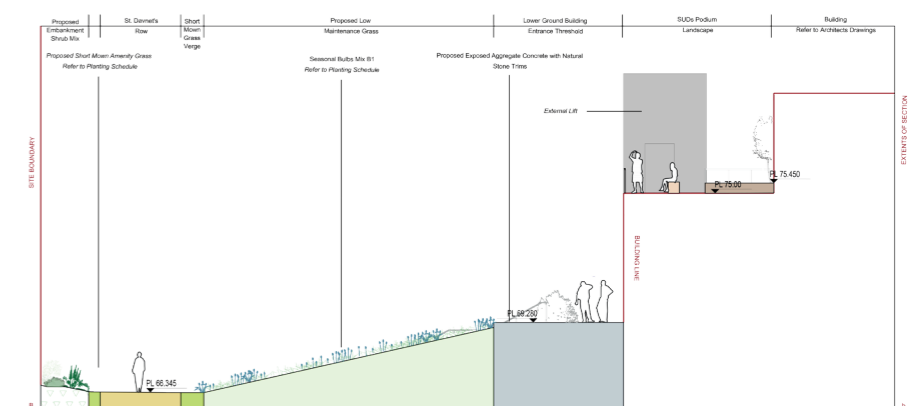 Proposed
Embankment
Shrub Mix
St. Davnet's
Row
Short
Mown
Grass
Verge
Proposed Low
Maintenance Grass
Lower Ground Building
Entrance Threshold
SUDs Podium
Landscape
Building
Refer to Architects Drawings
Proposed Short Mown Amenity Grass
Refer to Planting Schedule
Seasonal Bulbs Mix B1
Refer to Planting Schedule
Proposed Exposed Aggregate Concrete with Natural
Stone Trims
External Lift
SITE BOUNDARY
EXTENTS OF SECTION
PL 75.450
PL 75.00
BUILDING LINE
PL 69.280
PL 66.345